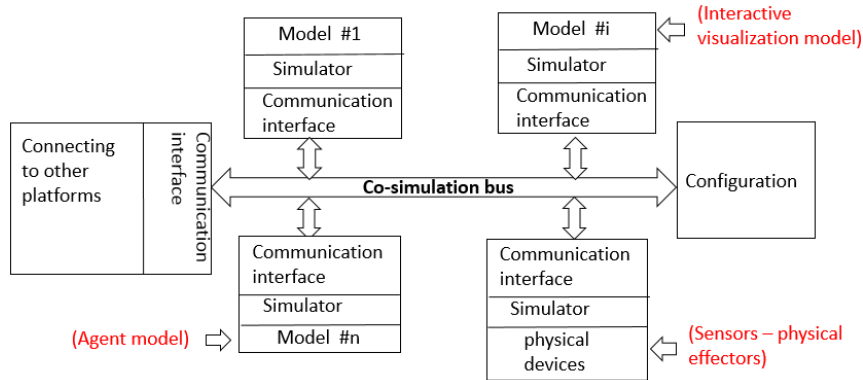 Model #1
Simulator
Communication
interface
Model #i
Simulator
Communication
interface
(Interactive
visualization model)
Connecting
to other
platforms
Communication
interface
Co-simulation bus
Configuration
Communication
interface
Simulator
Model #n
(Agent model)
Communication
interface
Simulator
physical
devices
(Sensors – physical
effectors)